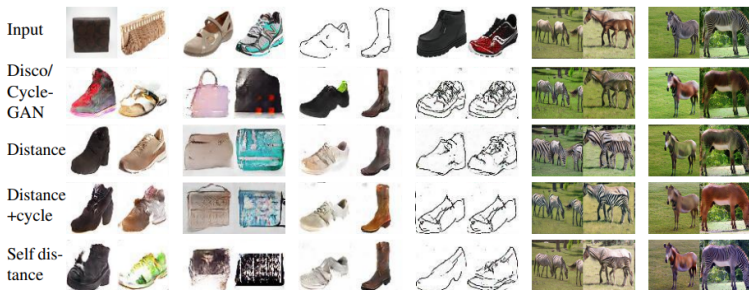 Input
Disco/
Cycle-
GAN
Distance
Distance
+cycle
Self dis-
tance